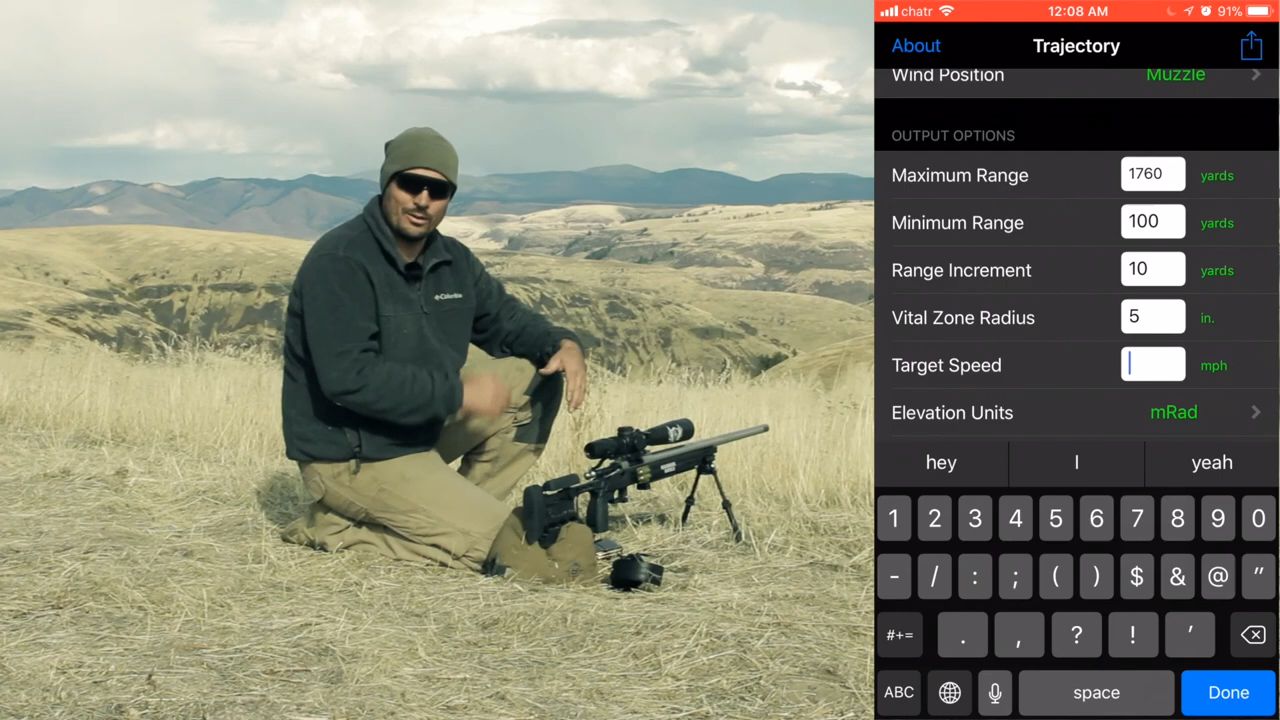 Columbia
chatr 12:08 AM 91%
About Trajectory
Wind Position Muzzle
OUTPUT OPTIONS
Maximum Range 1760 yards
Minimum Range 100 yards
Range Increment 10 yards
Vital Zone Radius 5 in.
Target Speed mph
Elevation Units mRad
hey I yeah
1 2 3 4 5 6 7 8 9 0
- / : ; ( ) $ & @ "
#+= . , ? ! '
ABC space Done